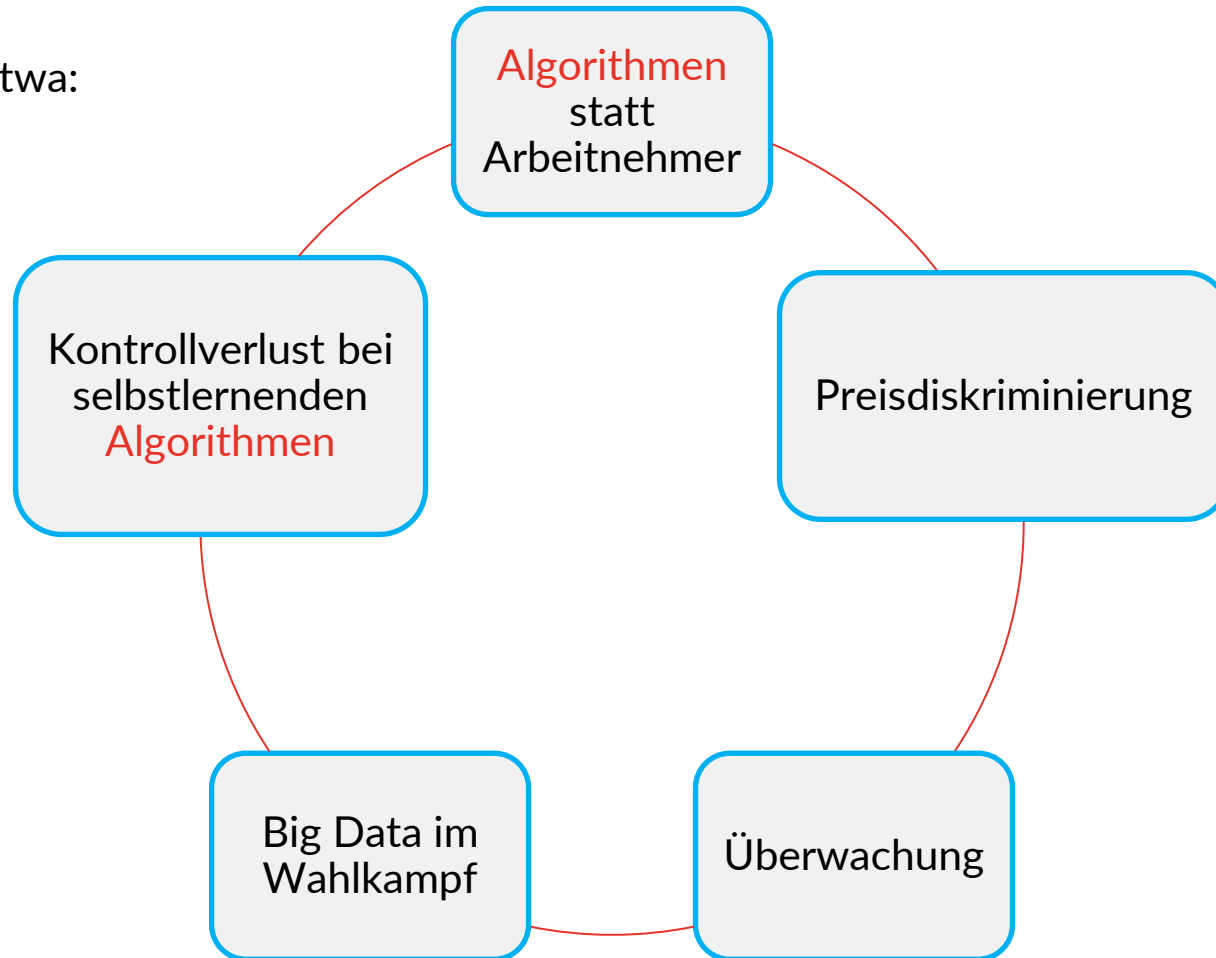 twa:
Algorithmen
statt
Arbeitnehmer
Preisdiskriminierung
Überwachung
Big Data im
Wahlkampf
Kontrollverlust bei
selbstlernenden
Algorithmen